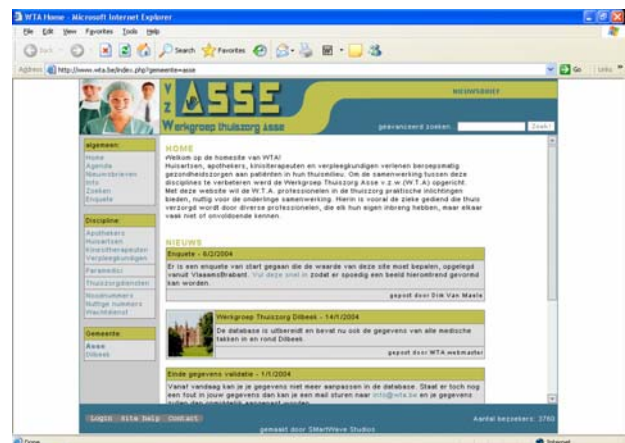 WTA Home - Microsoft Internet Explorer
File Edit View Favorites Tools Help
Back Search Favorites
Address http://www.wta.be/index.php?gemeente=asse Go Links
NIEUWSBRIEF
VZ ASSE
Werkgroep thuiszorg Asse
geavanceerd zoeken: Zoek!
algemeen:
Home
Agenda
Nieuwsbrieven
Info
Zoeken
Enquete
Discipline:
Apothekers
Huisartsen
Kinesitherapeuten
Verpleegkundigen
Paramedici
Thuiszorgdiensten
Noodnummers
Nuttige nummers
Wachtdienst
Gemeente:
Asse
Dilbeek
HOME
Welkom op de homesite van WTA!
Huisartsen, apothekers, kinsiterapeuten en verpleegkundigen verlenen beroepsmatig
gezondheidszorgen aan patiënten in hun thuismilieu. Om de samenwerking tussen deze
disciplines te verbeteren werd de Werkgroep Thuiszorg Asse v.z.w.(W.T.A) opgericht.
Met deze website wil de W.T.A. professionelen in de thuiszorg praktische inlichtingen
bieden, nuttig voor de onderlinge samenwerking. Hierin is vooral de zieke gediend die thuis
verzorgd wordt door diverse professionelen, die elk hun eigen inbreng hebben, maar elkaar
vaak niet of onvoldoende kennen.
NIEUWS
Enquete - 6/2/2004
Er is een enquete van start gegaan die de waarde van deze site moet bepalen, opgelegd
vanuit VlaamsBrabant. Vul deze snel in zodat er spoedig een beeld hieromtrend gevormd
kan worden.
gepost door Dirk Van Maele
Werkgroep Thuiszorg Dilbeek - 14/1/2004
De database is uitbereidt en bevat nu ook de gegevens van alle medische
takken in en rond Dilbeek.
gepost door WTA webmaster
Einde gegevens validatie - 1/1/2004
Vanaf vandaag kan je je gegevens niet meer aanpassen in de database. Staat er toch nog
een fout in jouw gegevens dan kan je een mail sturen naar info@wta.be en je gegevens
zullen dan onmiddelijk aangepast worden.
Login Site help Contact
Aantal bezoekers: 3760
gemaakt door SMartWave Studios
Done Internet